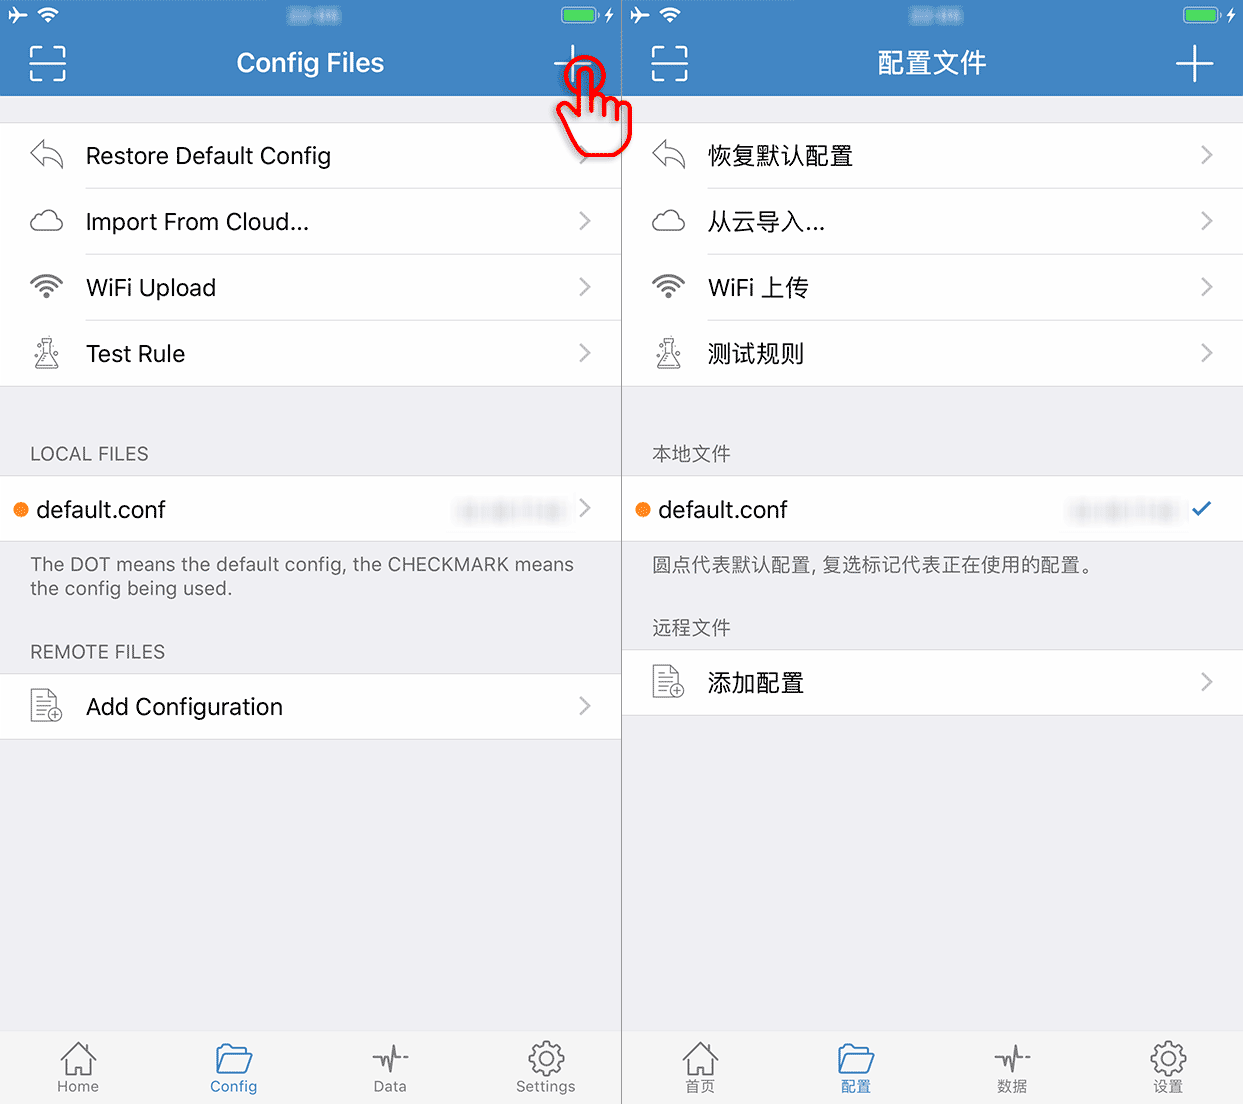 Config Files
Restore Default Config
Import From Cloud...
WiFi Upload
Test Rule
LOCAL FILES
default.conf
The DOT means the default config, the CHECKMARK means
the config being used.
REMOTE FILES
Add Configuration
Home
Config
Data
Settings
配置文件
恢复默认配置
从云导入...
WiFi 上传
测试规则
本地文件
default.conf
圆点代表默认配置, 复选标记代表正在使用的配置。
远程文件
添加配置
首页
配置
数据
设置